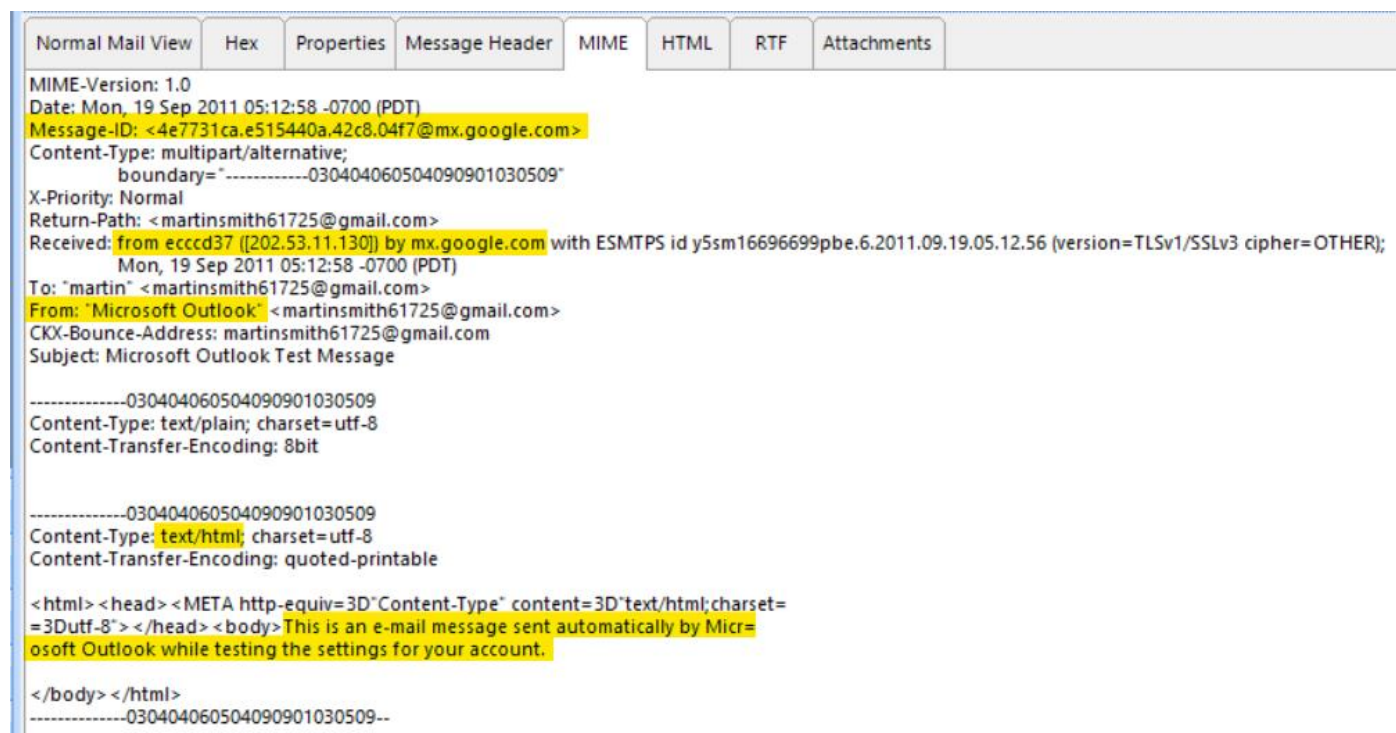 Normal Mail View Hex Properties Message Header MIME HTML RTF Attachments
MIME-Version: 1.0
Date: Mon, 19 Sep 2011 05:12:58 -0700 (PDT)
Message-ID: <4e7731ca.e515440a.42c8.04f7@mx.google.com>
Content-Type: multipart/alternative;
boundary="------------030404060504090901030509"
X-Priority: Normal
Return-Path: <martinsmith61725@gmail.com>
Received: from ecccd37 ([202.53.11.130]) by mx.google.com with ESMTPS id y5sm16696699pbe.6.2011.09.19.05.12.56 (version=TLSv1/SSLv3 cipher=OTHER);
Mon, 19 Sep 2011 05:12:58 -0700 (PDT)
To: "martin" <martinsmith61725@gmail.com>
From: "Microsoft Outlook" <martinsmith61725@gmail.com>
CKX-Bounce-Address: martinsmith61725@gmail.com
Subject: Microsoft Outlook Test Message
--------------030404060504090901030509
Content-Type: text/plain; charset=utf-8
Content-Transfer-Encoding: 8bit
--------------030404060504090901030509
Content-Type: text/html; charset=utf-8
Content-Transfer-Encoding: quoted-printable
<html><head><META http-equiv=3D"Content-Type" content=3D"text/html;charset=
=3Dutf-8"></head><body>This is an e-mail message sent automatically by Micr=
osoft Outlook while testing the settings for your account.
</body></html>
--------------030404060504090901030509--